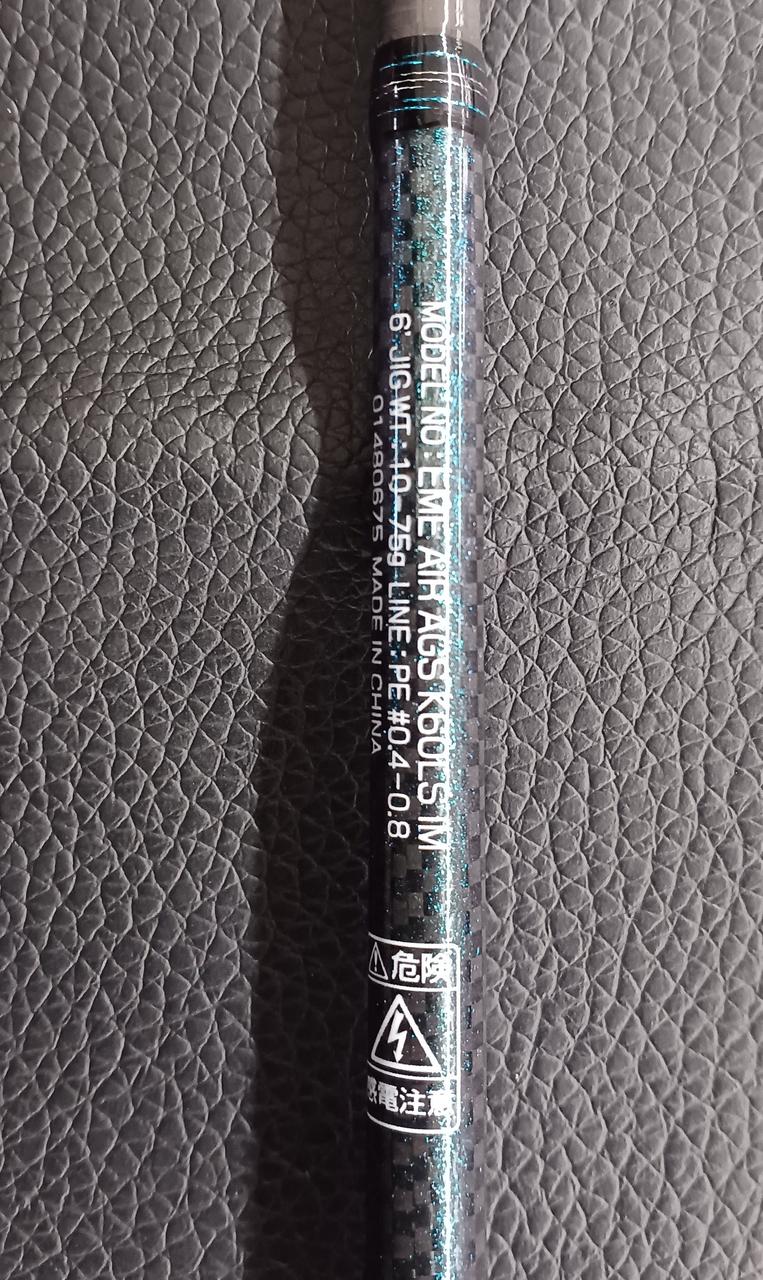 MODEL NO : EME AIR AGS K60LS TM
6' JIG WT : 10-75g LINE : PE #0.4-0.8
01480675 MADE IN CHINA
危険
感電注意